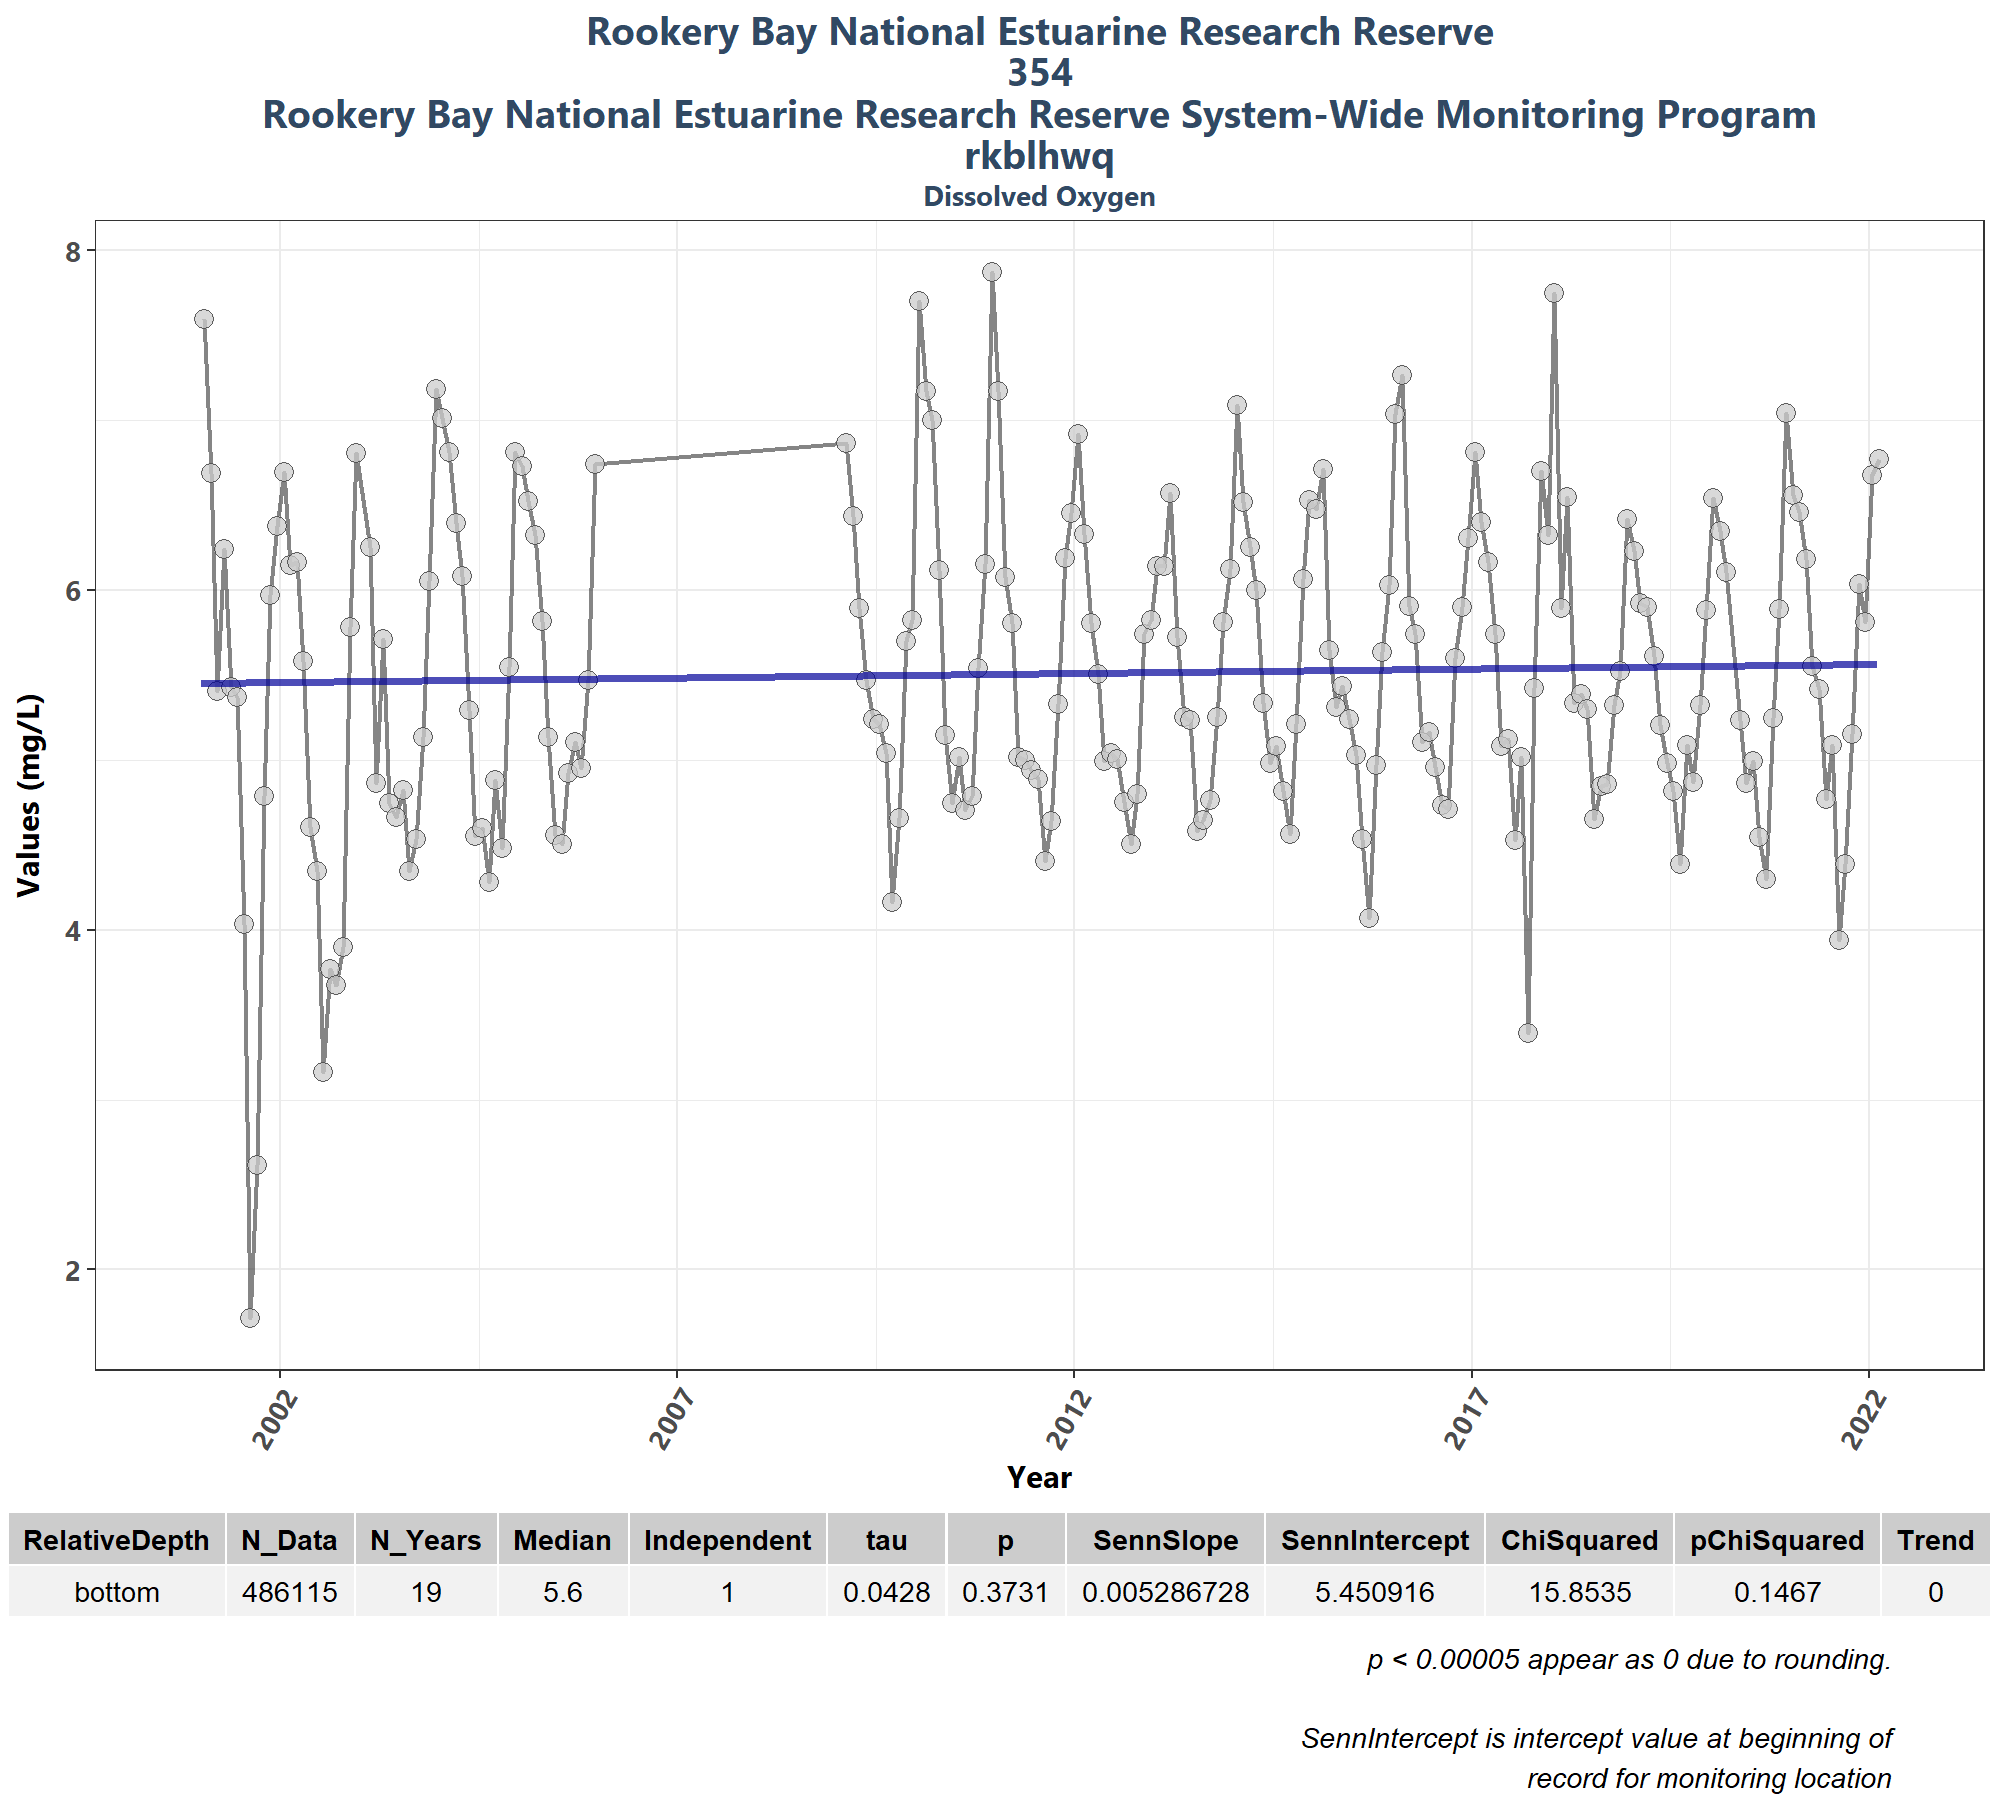 Rookery Bay National Estuarine Research Reserve
354
Rookery Bay National Estuarine Research Reserve System-Wide Monitoring Program
rkblhwq
Dissolved Oxygen
8
6
4
2
Values (mg/L)
2002 2007 2012 2017 2022
Year
RelativeDepth N_Data N_Years Median Independent tau p SennSlope SennIntercept ChiSquared pChiSquared Trend
bottom 486115 19 5.6 1 0.0428 0.3731 0.005286728 5.450916 15.8535 0.1467 0
p < 0.00005 appear as 0 due to rounding.
SennIntercept is intercept value at beginning of
record for monitoring location